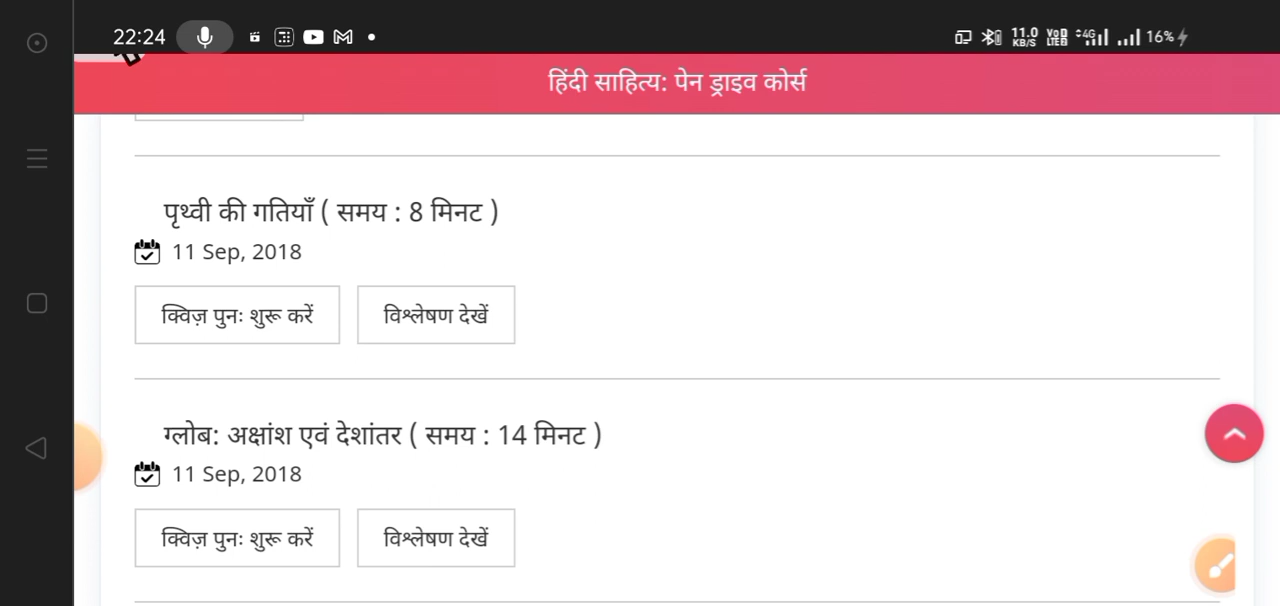 22:24
11.0 KB/S
4G
16%
हिंदी साहित्य: पेन ड्राइव कोर्स
पृथ्वी की गतियाँ ( समय : 8 मिनट )
11 Sep, 2018
क्विज़ पुनः शुरू करें विश्लेषण देखें
ग्लोब: अक्षांश एवं देशांतर ( समय : 14 मिनट )
11 Sep, 2018
क्विज़ पुनः शुरू करें विश्लेषण देखें